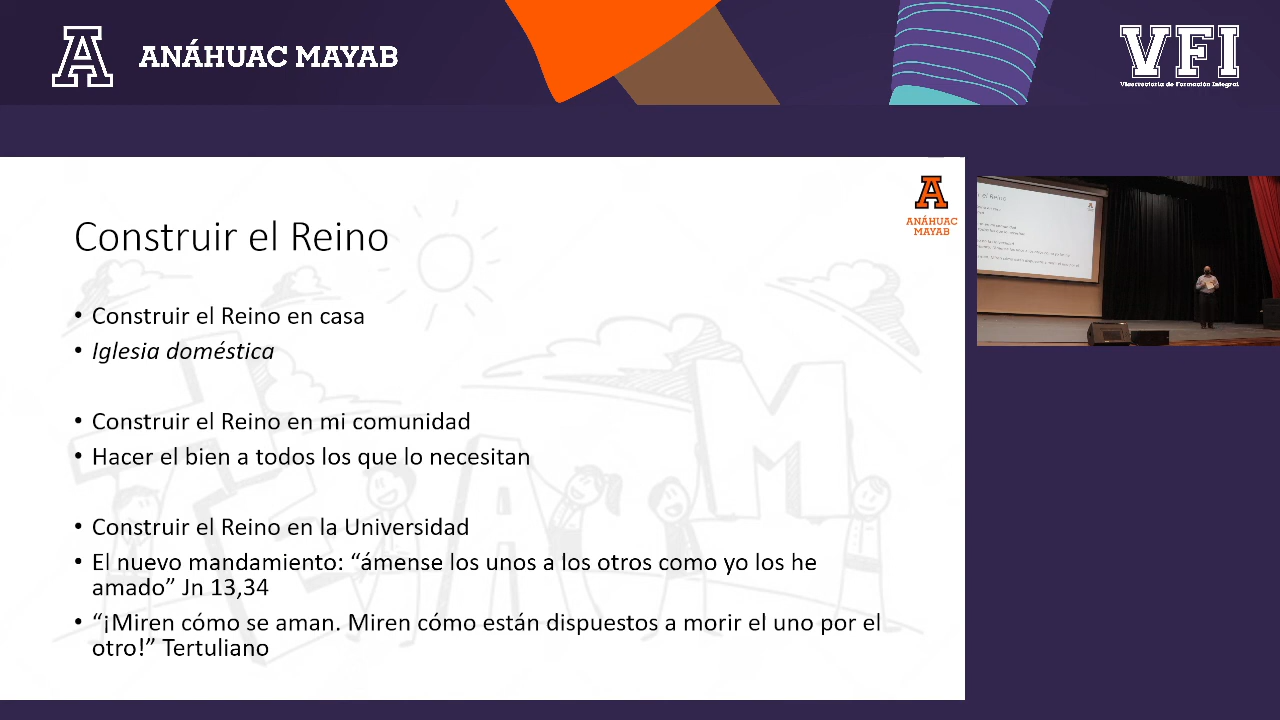 ANÁHUAC MAYAB
VFI
Vicerrectoría de Formación Integral
ANÁHUAC
MAYAB
Construir el Reino
• Construir el Reino en casa
• Iglesia doméstica
• Construir el Reino en mi comunidad
• Hacer el bien a todos los que lo necesitan
• Construir el Reino en la Universidad
• El nuevo mandamiento: “ámense los unos a los otros como yo los he
amado” Jn 13,34
• “¡Miren cómo se aman. Miren cómo están dispuestos a morir el uno por el
otro!” Tertuliano
TEAM